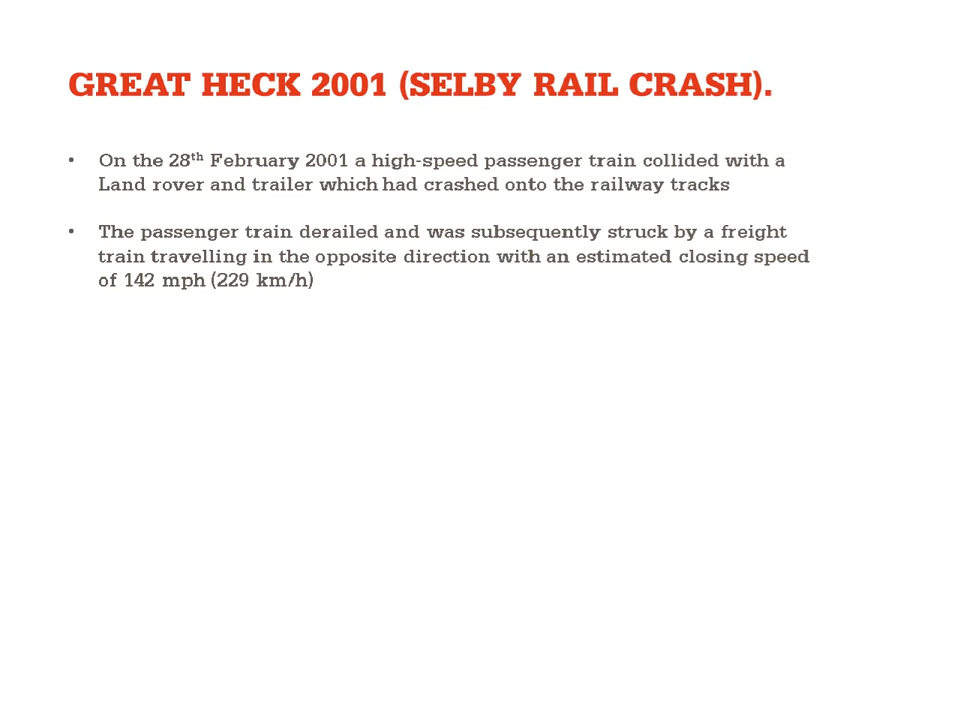 GREAT HECK 2001 (SELBY RAIL CRASH).
• On the 28th February 2001 a high-speed passenger train collided with a
Land rover and trailer which had crashed onto the railway tracks
• The passenger train derailed and was subsequently struck by a freight
train travelling in the opposite direction with an estimated closing speed
of 142 mph (229 km/h)